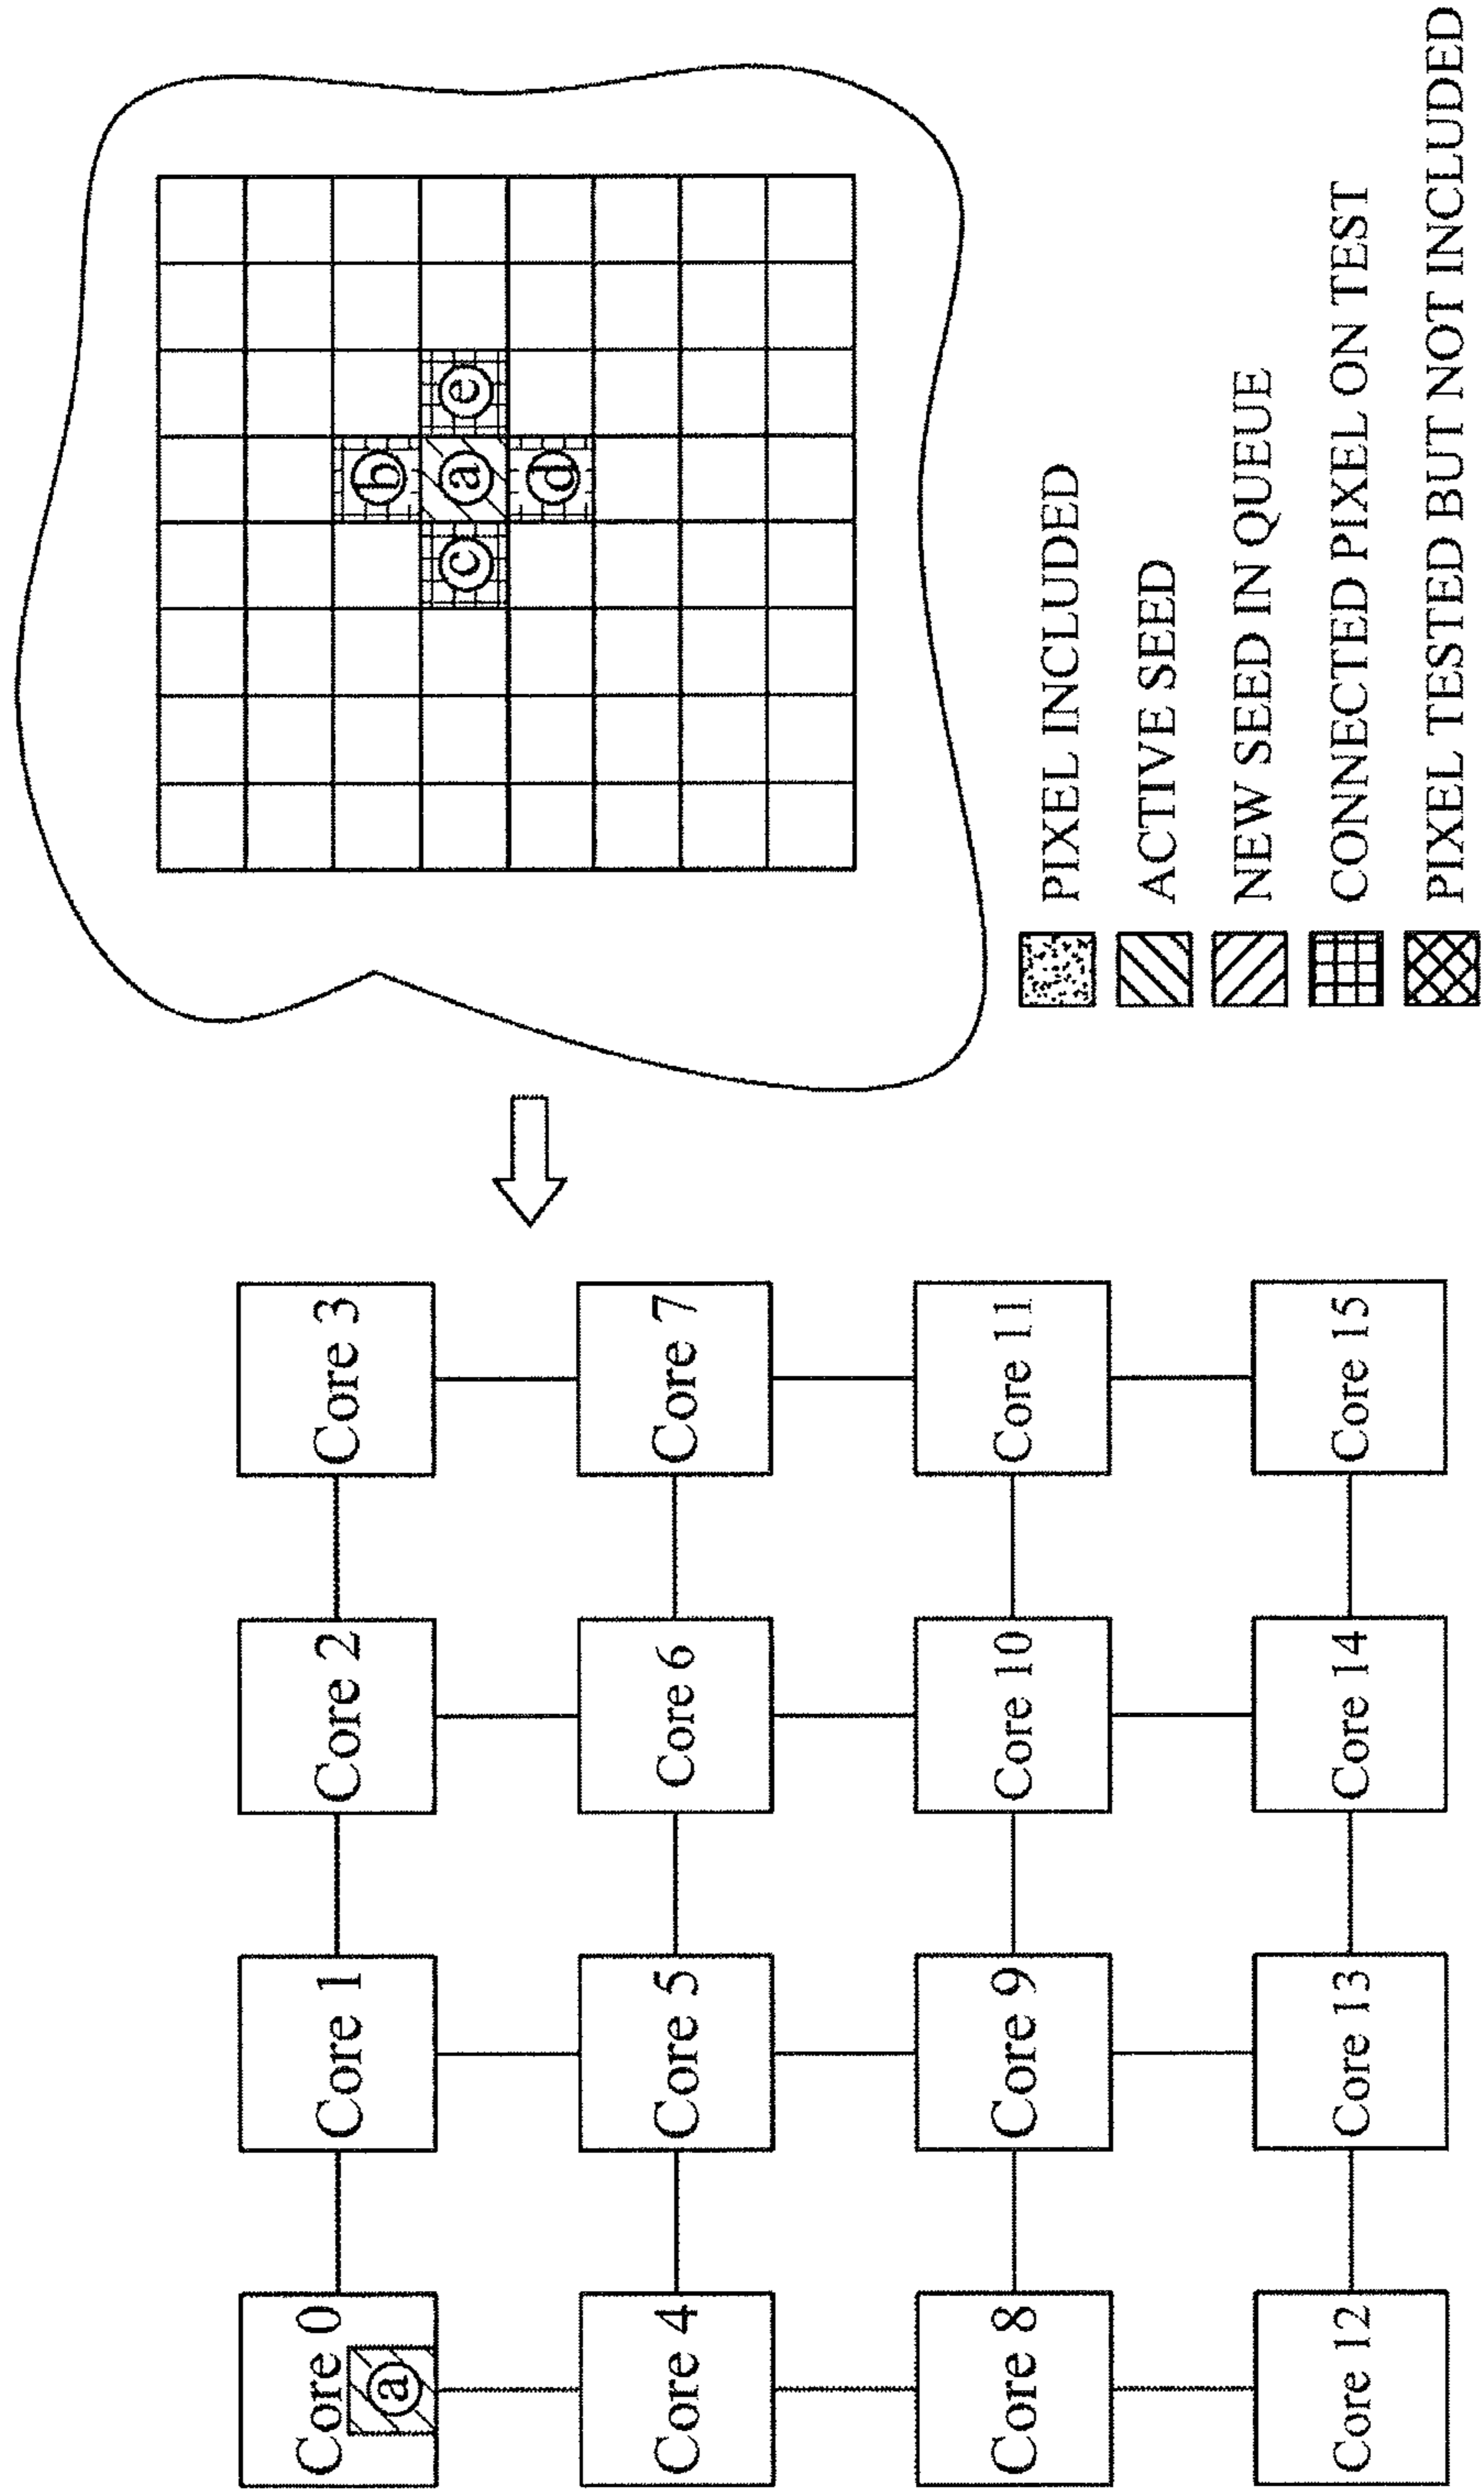 Core 0
a
Core 1
Core 2
Core 3
Core 4
Core 5
Core 6
Core 7
Core 8
Core 9
Core 10
Core 11
Core 12
Core 13
Core 14
Core 15
b
c a e
d
PIXEL INCLUDED
ACTIVE SEED
NEW SEED IN QUEUE
CONNECTED PIXEL ON TEST
PIXEL TESTED BUT NOT INCLUDED